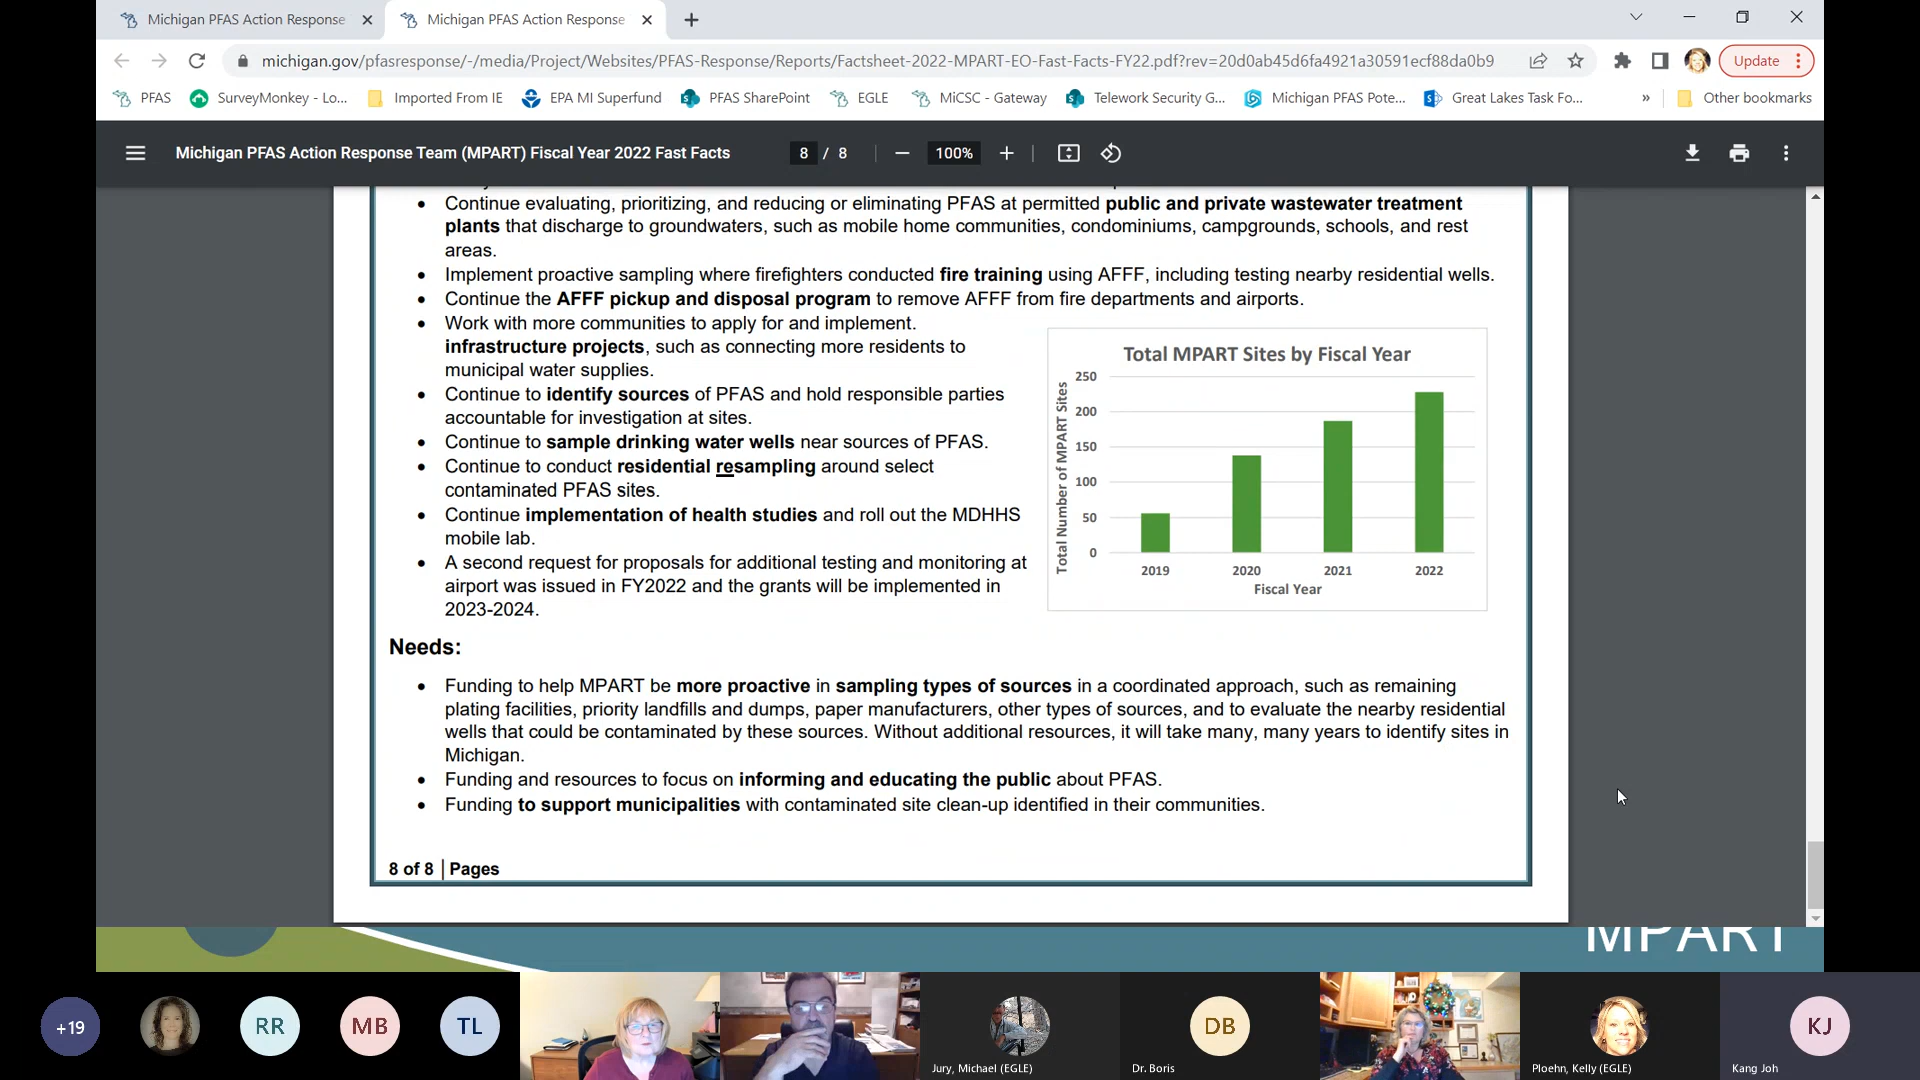 Michigan PFAS Action Response
Michigan PFAS Action Response
michigan.gov/pfasresponse/-/media/Project/Websites/PFAS-Response/Reports/Factsheet-2022-MPART-EO-Fast-Facts-FY22.pdf?rev=20d0ab45d6fa4921a30591ecf88da0b9
Update
PFAS
SurveyMonkey - Lo...
Imported From IE
EPA MI Superfund
PFAS SharePoint
EGLE
MiCSC - Gateway
Telework Security G...
Michigan PFAS Pote...
Great Lakes Task Fo...
»
Other bookmarks
Michigan PFAS Action Response Team (MPART) Fiscal Year 2022 Fast Facts
8 / 8
100%
• Continue evaluating, prioritizing, and reducing or eliminating PFAS at permitted public and private wastewater treatment
plants that discharge to groundwaters, such as mobile home communities, condominiums, campgrounds, schools, and rest
areas.
• Implement proactive sampling where firefighters conducted fire training using AFFF, including testing nearby residential wells.
• Continue the AFFF pickup and disposal program to remove AFFF from fire departments and airports.
• Work with more communities to apply for and implement.
infrastructure projects, such as connecting more residents to
municipal water supplies.
• Continue to identify sources of PFAS and hold responsible parties
accountable for investigation at sites.
• Continue to sample drinking water wells near sources of PFAS.
• Continue to conduct residential resampling around select
contaminated PFAS sites.
• Continue implementation of health studies and roll out the MDHHS
mobile lab.
• A second request for proposals for additional testing and monitoring at
airport was issued in FY2022 and the grants will be implemented in
2023-2024.
Total MPART Sites by Fiscal Year
Total Number of MPART Sites
250
200
150
100
50
0
2019 2020 2021 2022
Fiscal Year
Needs:
• Funding to help MPART be more proactive in sampling types of sources in a coordinated approach, such as remaining
plating facilities, priority landfills and dumps, paper manufacturers, other types of sources, and to evaluate the nearby residential
wells that could be contaminated by these sources. Without additional resources, it will take many, many years to identify sites in
Michigan.
• Funding and resources to focus on informing and educating the public about PFAS.
• Funding to support municipalities with contaminated site clean-up identified in their communities.
8 of 8 | Pages
MPART
+19
RR
MB
TL
DB
KJ
Jury, Michael (EGLE)
Dr. Boris
Ploehn, Kelly (EGLE)
Kang Joh